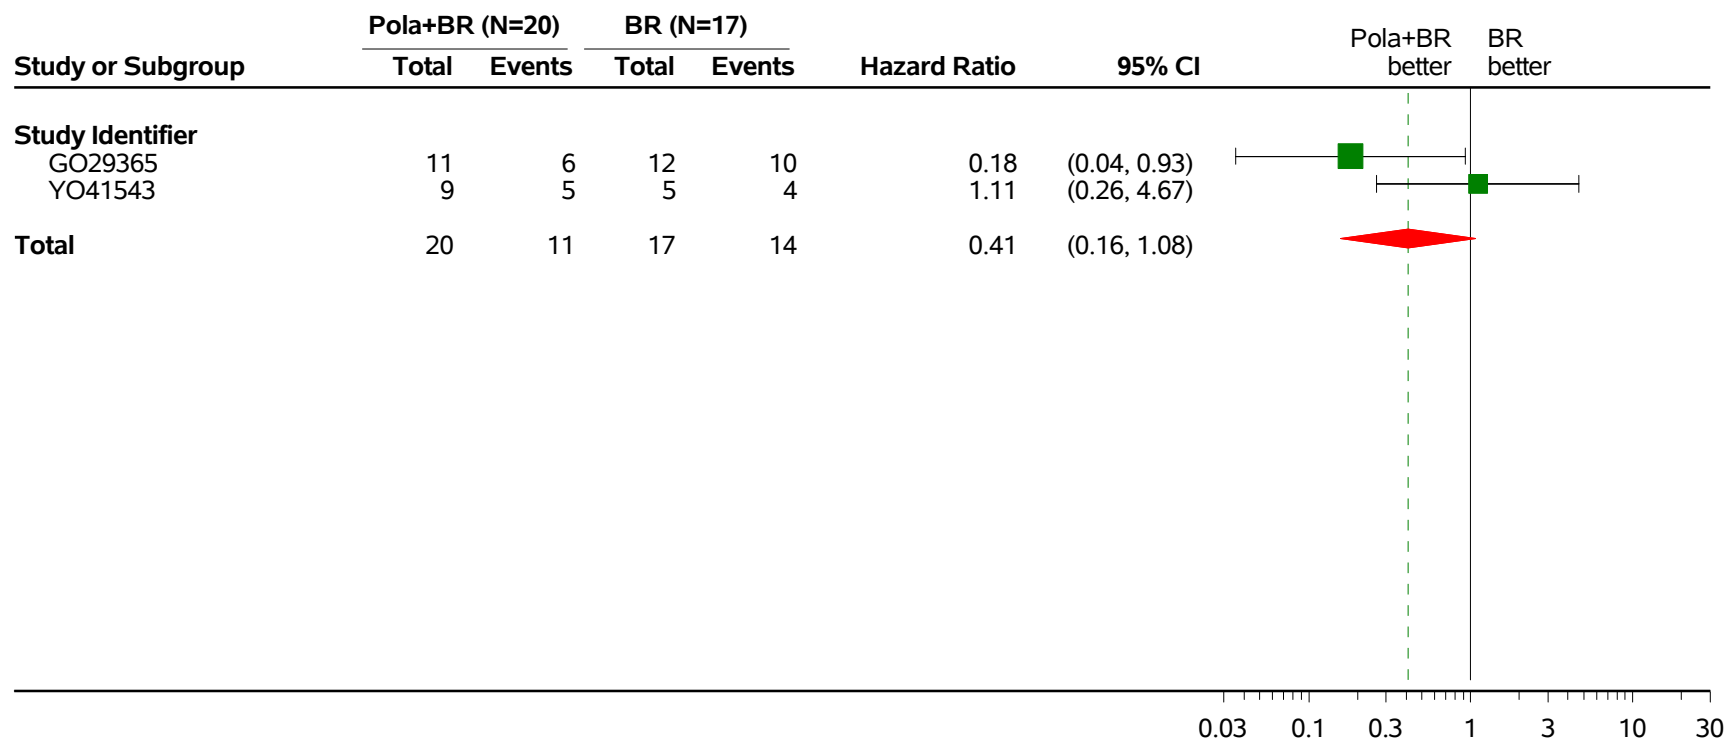 Pola+BR (N=20) BR (N=17) Pola+BR BR
Study or Subgroup Total Events Total Events Hazard Ratio 95% CI better better
Study Identifier
GO29365 11 6 12 10 0.18 (0.04, 0.93)
YO41543 9 5 5 4 1.11 (0.26, 4.67)
Total 20 11 17 14 0.41 (0.16, 1.08)
0.03 0.1 0.3 1 3 10 30